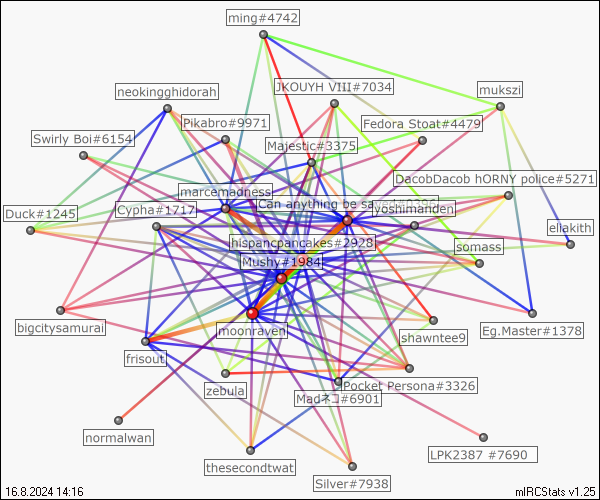 ming#4742
JKOUYH VIII#7034
neokingghidorah
mukszi
Pikabro#9971
Fedora Stoat#4479
Swirly Boi#6154
Majestic#3375
DacobDacob hORNY police#5271
marcemadness
Can anything be saved#0396
yoshimanden
Duck#1245
Cypha#1717
ellakith
hispancpancakes#2928
somass
Mushy#1984
bigcitysamurai
moonraven
Eg.Master#1378
shawntee9
frisout
zebula
Pocket Persona#3326
Madネコ#6901
normalwan
LPK2387 #7690
thesecondtwat
Silver#7938
16.8.2024 14:16
mIRCStats v1.25